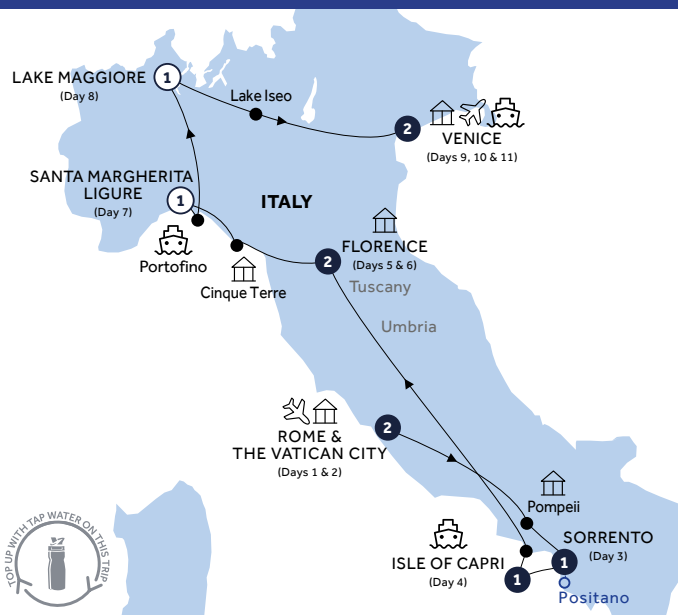 LAKE MAGGIORE
(Day 8)
1
Lake Iseo
2
VENICE
(Days 9, 10 & 11)
SANTA MARGHERITA
LIGURE
(Day 7)
1
ITALY
Portofino
Cinque Terre
2
FLORENCE
(Days 5 & 6)
Tuscany
Umbria
2
ROME &
THE VATICAN CITY
(Days 1 & 2)
Pompeii
SORRENTO
(Day 3)
1
ISLE OF CAPRI
(Day 4)
1
Positano
TOP UP WITH TAP WATER ON THIS TRIP